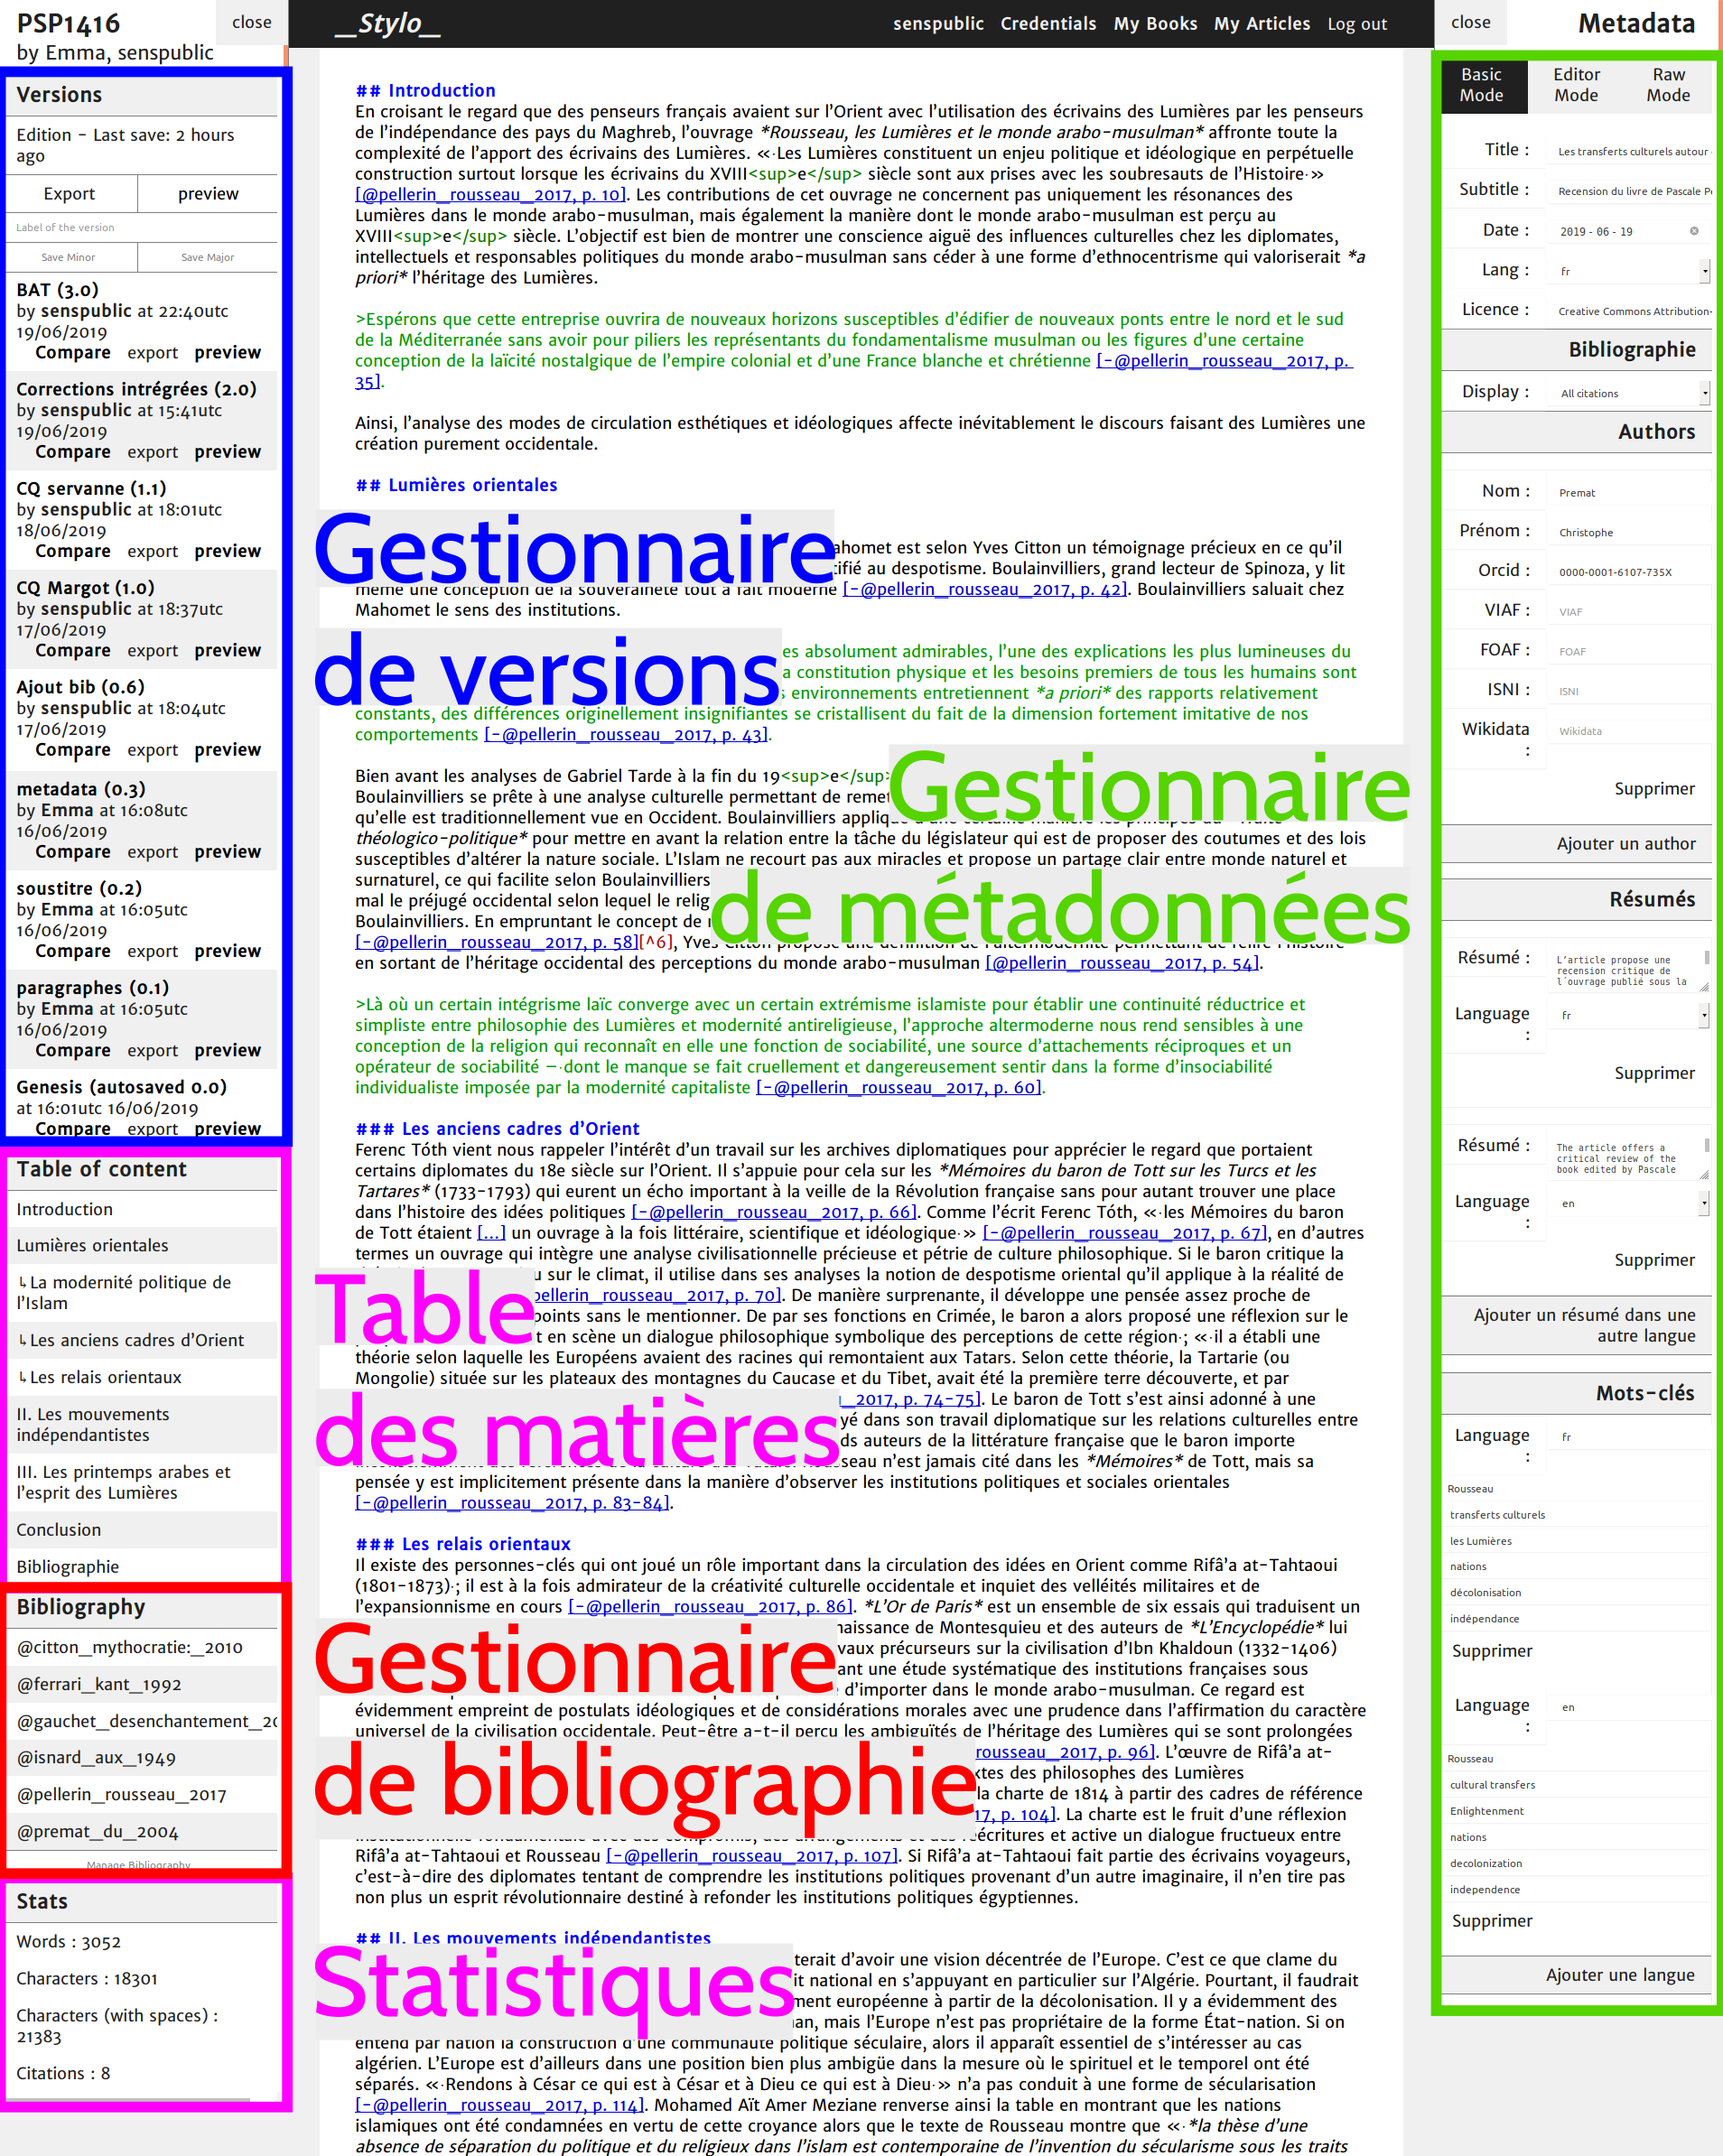 PSP1416
by Emma, senspublic
close
Versions
Edition - Last save: 2 hours
ago
Export
preview
Label of the version
Save Minor
Save Major
BAT (3.0)
by senspublic at 22:40utc
19/06/2019
Compare export preview
Corrections intrégrées (2.0)
by senspublic at 15:41utc
19/06/2019
Compare export preview
CQ servanne (1.1)
by senspublic at 18:01utc
18/06/2019
Compare export preview
CQ Margot (1.0)
by senspublic at 18:37utc
17/06/2019
Compare export preview
Ajout bib (0.6)
by senspublic at 18:04utc
17/06/2019
Compare export preview
metadata (0.3)
by Emma at 16:08utc
16/06/2019
Compare export preview
soustitre (0.2)
by Emma at 16:05utc
16/06/2019
Compare export preview
paragraphes (0.1)
by Emma at 16:05utc
16/06/2019
Compare export preview
Genesis (autosaved 0.0)
at 16:01utc 16/06/2019
Compare export preview
Table of content
Introduction
Lumières orientales
↳La modernité politique de
l'Islam
↳Les anciens cadres d'Orient
↳Les relais orientaux
II. Les mouvements
indépendantistes
III. Les printemps arabes et
l'esprit des Lumières
Conclusion
Bibliographie
Bibliography
@citton_mythocratie:_2010
@ferrari_kant_1992
@gauchet_desenchantement_20
@isnard_aux_1949
@pellerin_rousseau_2017
@premat_du_2004
Manage Bibliography
Stats
Words : 3052
Characters : 18301
Characters (with spaces) :
21383
Citations : 8
__Stylo__
senspublic Credentials My Books My Articles Log out
## Introduction
En croisant le regard que des penseurs français avaient sur l'Orient avec l'utilisation des écrivains des Lumières par les penseurs
de l'indépendance des pays du Maghreb, l'ouvrage *Rousseau, les Lumières et le monde arabo-musulman* affronte toute la
complexité de l'apport des écrivains des Lumières. «·Les Lumières constituent un enjeu politique et idéologique en perpétuelle
construction surtout lorsque les écrivains du XVIII<sup>e</sup> siècle sont aux prises avec les soubresauts de l'Histoire·»
[@pellerin_rousseau_2017, p. 10]. Les contributions de cet ouvrage ne concernent pas uniquement les résonances des
Lumières dans le monde arabo-musulman, mais également la manière dont le monde arabo-musulman est perçu au
XVIII<sup>e</sup> siècle. L'objectif est bien de montrer une conscience aiguë des influences culturelles chez les diplomates,
intellectuels et responsables politiques du monde arabo-musulman sans céder à une forme d'ethnocentrisme qui valoriserait *a
priori* l'héritage des Lumières.
>Espérons que cette entreprise ouvrira de nouveaux horizons susceptibles d'édifier de nouveaux ponts entre le nord et le sud
de la Méditerranée sans avoir pour piliers les représentants du fondamentalisme musulman ou les figures d'une certaine
conception de la laïcité nostalgique de l'empire colonial et d'une France blanche et chrétienne [-@pellerin_rousseau_2017, p.
35].
Ainsi, l'analyse des modes de circulation esthétiques et idéologiques affecte inévitablement le discours faisant des Lumières une
création purement occidentale.
## Lumières orientales
Gestionnaire
ahomet est selon Yves Citton un témoignage précieux en ce qu'il
tifié au despotisme. Boulainvilliers, grand lecteur de Spinoza, y lit
même une conception de la souveraineté tout à fait moderne [-@pellerin_rousseau_2017, p. 42]. Boulainvilliers saluait chez
Mahomet le sens des institutions.
de versions
es absolument admirables, l'une des explications les plus lumineuses du
a constitution physique et les besoins premiers de tous les humains sont
s environnements entretiennent *a priori* des rapports relativement
constants, des différences originellement insignifiantes se cristallisent du fait de la dimension fortement imitative de nos
comportements [-@pellerin_rousseau_2017, p. 43].
Bien avant les analyses de Gabriel Tarde à la fin du 19<sup>e</sup>
Gestionnaire
Boulainvilliers se prête à une analyse culturelle permettant de remet
qu'elle est traditionnellement vue en Occident. Boulainvilliers applique d'une certaine manière les principes du *Traité
théologico-politique* pour mettre en avant la relation entre la tâche du législateur qui est de proposer des coutumes et des lois
susceptibles d'altérer la nature sociale. L'Islam ne recourt pas aux miracles et propose un partage clair entre monde naturel et
surnaturel, ce qui facilite selon Boulainvilliers
de métadonnées
mal le préjugé occidental selon lequel le relig
Boulainvilliers. En empruntant le concept de
[-@pellerin_rousseau_2017, p. 58][^6], Yves Citton propose une définition de l'altermodernité permettant de relire l'histoire
en sortant de l'héritage occidental des perceptions du monde arabo-musulman [@pellerin_rousseau_2017, p. 54].
>Là où un certain intégrisme laïc converge avec un certain extrémisme islamiste pour établir une continuité réductrice et
simpliste entre philosophie des Lumières et modernité antireligieuse, l'approche altermoderne nous rend sensibles à une
conception de la religion qui reconnaît en elle une fonction de sociabilité, une source d'attachements réciproques et un
opérateur de sociabilité –·dont le manque se fait cruellement et dangereusement sentir dans la forme d'insociabilité
individualiste imposée par la modernité capitaliste [-@pellerin_rousseau_2017, p. 60].
### Les anciens cadres d'Orient
Ferenc Tóth vient nous rappeler l'intérêt d'un travail sur les archives diplomatiques pour apprécier le regard que portaient
certains diplomates du 18e siècle sur l'Orient. Il s'appuie pour cela sur les *Mémoires du baron de Tott sur les Turcs et les
Tartares* (1733-1793) qui eurent un écho important à la veille de la Révolution française sans pour autant trouver une place
dans l'histoire des idées politiques [-@pellerin_rousseau_2017, p. 66]. Comme l'écrit Ferenc Tóth, «·les Mémoires du baron
de Tott étaient [...] un ouvrage à la fois littéraire, scientifique et idéologique·» [-@pellerin_rousseau_2017, p. 67], en d'autres
termes un ouvrage qui intègre une analyse civilisationnelle précieuse et pétrie de culture philosophique. Si le baron critique la
Table
u sur le climat, il utilise dans ses analyses la notion de despotisme oriental qu'il applique à la réalité de
pellerin_rousseau_2017, p. 70]. De manière surprenante, il développe une pensée assez proche de
points sans le mentionner. De par ses fonctions en Crimée, le baron a alors proposé une réflexion sur le
t en scène un dialogue philosophique symbolique des perceptions de cette région·; «·il a établi une
théorie selon laquelle les Européens avaient des racines qui remontaient aux Tatars. Selon cette théorie, la Tartarie (ou
Mongolie) située sur les plateaux des montagnes du Caucase et du Tibet, avait été la première terre découverte, et par
des matières
_2017, p. 74-75]. Le baron de Tott s'est ainsi adonné à une
yé dans son travail diplomatique sur les relations culturelles entre
ds auteurs de la littérature française que le baron importe
sseau n'est jamais cité dans les *Mémoires* de Tott, mais sa
pensée y est implicitement présente dans la manière d'observer les institutions politiques et sociales orientales
[-@pellerin_rousseau_2017, p. 83-84].
### Les relais orientaux
Il existe des personnes-clés qui ont joué un rôle important dans la circulation des idées en Orient comme Rifâ'a at-Tahtaoui
(1801-1873)·; il est à la fois admirateur de la créativité culturelle occidentale et inquiet des velléités militaires et de
l'expansionnisme en cours [-@pellerin_rousseau_2017, p. 86]. *L'Or de Paris* est un ensemble de six essais qui traduisent un
Gestionnaire
naissance de Montesquieu et des auteurs de *L'Encyclopédie* lui
vaux précurseurs sur la civilisation d'Ibn Khaldoun (1332-1406)
ant une étude systématique des institutions françaises sous
d'importer dans le monde arabo-musulman. Ce regard est
évidemment empreint de postulats idéologiques et de considérations morales avec une prudence dans l'affirmation du caractère
universel de la civilisation occidentale. Peut-être a-t-il perçu les ambiguïtés de l'héritage des Lumières qui se sont prolongées
de bibliographie
rousseau_2017, p. 96]. L'œuvre de Rifâ'a at-
xtes des philosophes des Lumières
la charte de 1814 à partir des cadres de référence
17, p. 104]. La charte est le fruit d'une réflexion
institutionnelle fondamentale avec des compromis, des arrangements et des réécritures et active un dialogue fructueux entre
Rifâ'a at-Tahtaoui et Rousseau [-@pellerin_rousseau_2017, p. 107]. Si Rifâ'a at-Tahtaoui fait partie des écrivains voyageurs,
c'est-à-dire des diplomates tentant de comprendre les institutions politiques provenant d'un autre imaginaire, il n'en tire pas
non plus un esprit révolutionnaire destiné à refonder les institutions politiques égyptiennes.
## II. Les mouvements indépendantistes
Statistiques
terait d'avoir une vision décentrée de l'Europe. C'est ce que clame du
it national en s'appuyant en particulier sur l'Algérie. Pourtant, il faudrait
ment européenne à partir de la décolonisation. Il y a évidemment des
an, mais l'Europe n'est pas propriétaire de la forme État-nation. Si on
entend par nation la construction d'une communauté politique séculaire, alors il apparaît essentiel de s'intéresser au cas
algérien. L'Europe est d'ailleurs dans une position bien plus ambigüe dans la mesure où le spirituel et le temporel ont été
séparés. «·Rendons à César ce qui est à César et à Dieu ce qui est à Dieu·» n'a pas conduit à une forme de sécularisation
[-@pellerin_rousseau_2017, p. 114]. Mohamed Aït Amer Meziane renverse ainsi la table en montrant que les nations
islamiques ont été condamnées en vertu de cette croyance alors que le texte de Rousseau montre que «·*la thèse d'une
absence de séparation du politique et du religieux dans l'islam est contemporaine de l'invention du sécularisme sous les traits
close
Metadata
Basic
Mode
Editor
Mode
Raw
Mode
Title : Les transferts culturels autour
Subtitle : Recension du livre de Pascale Pe
Date : 2019 - 06 - 19
Lang : fr
Licence : Creative Commons Attribution-
Bibliographie
Display : All citations
Authors
Nom : Premat
Prénom : Christophe
Orcid : 0000-0001-6107-735X
VIAF : VIAF
FOAF : FOAF
ISNI : ISNI
Wikidata : Wikidata
Supprimer
Ajouter un author
Résumés
Résumé : L'article propose une
recension critique de
l'ouvrage publié sous la
Language : fr
Supprimer
Résumé : The article offers a
critical review of the
book edited by Pascale
Language : en
Supprimer
Ajouter un résumé dans une
autre langue
Mots-clés
Language : fr
Rousseau
transferts culturels
les Lumières
nations
décolonisation
indépendance
Supprimer
Language : en
Rousseau
cultural transfers
Enlightenment
nations
decolonization
independence
Supprimer
Ajouter une langue